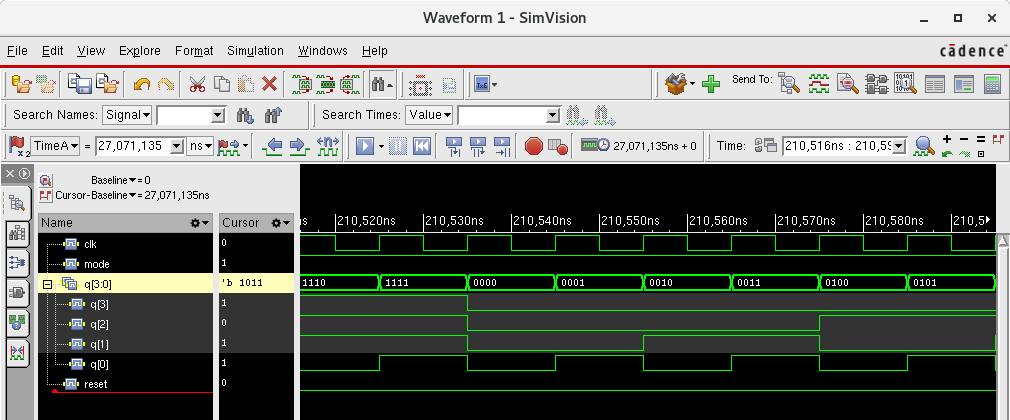 Waveform 1 - SimVision
File Edit View Explore Format Simulation Windows Help cādence
Send To:
Search Names: Signal Search Times: Value
x2 TimeA = 27,071,135 ns 27,071,135ns + 0 Time: 210,516ns : 210,59
Baseline = 0
Cursor-Baseline = 27,071,135ns
Name Cursor ns 210,520ns 210,530ns 210,540ns 210,550ns 210,560ns 210,570ns 210,580ns 210,5
clk 0
mode 1
q[3:0] 'b 1011 1110 1111 0000 0001 0010 0011 0100 0101
q[3] 1
q[2] 0
q[1] 1
q[0] 1
reset 0